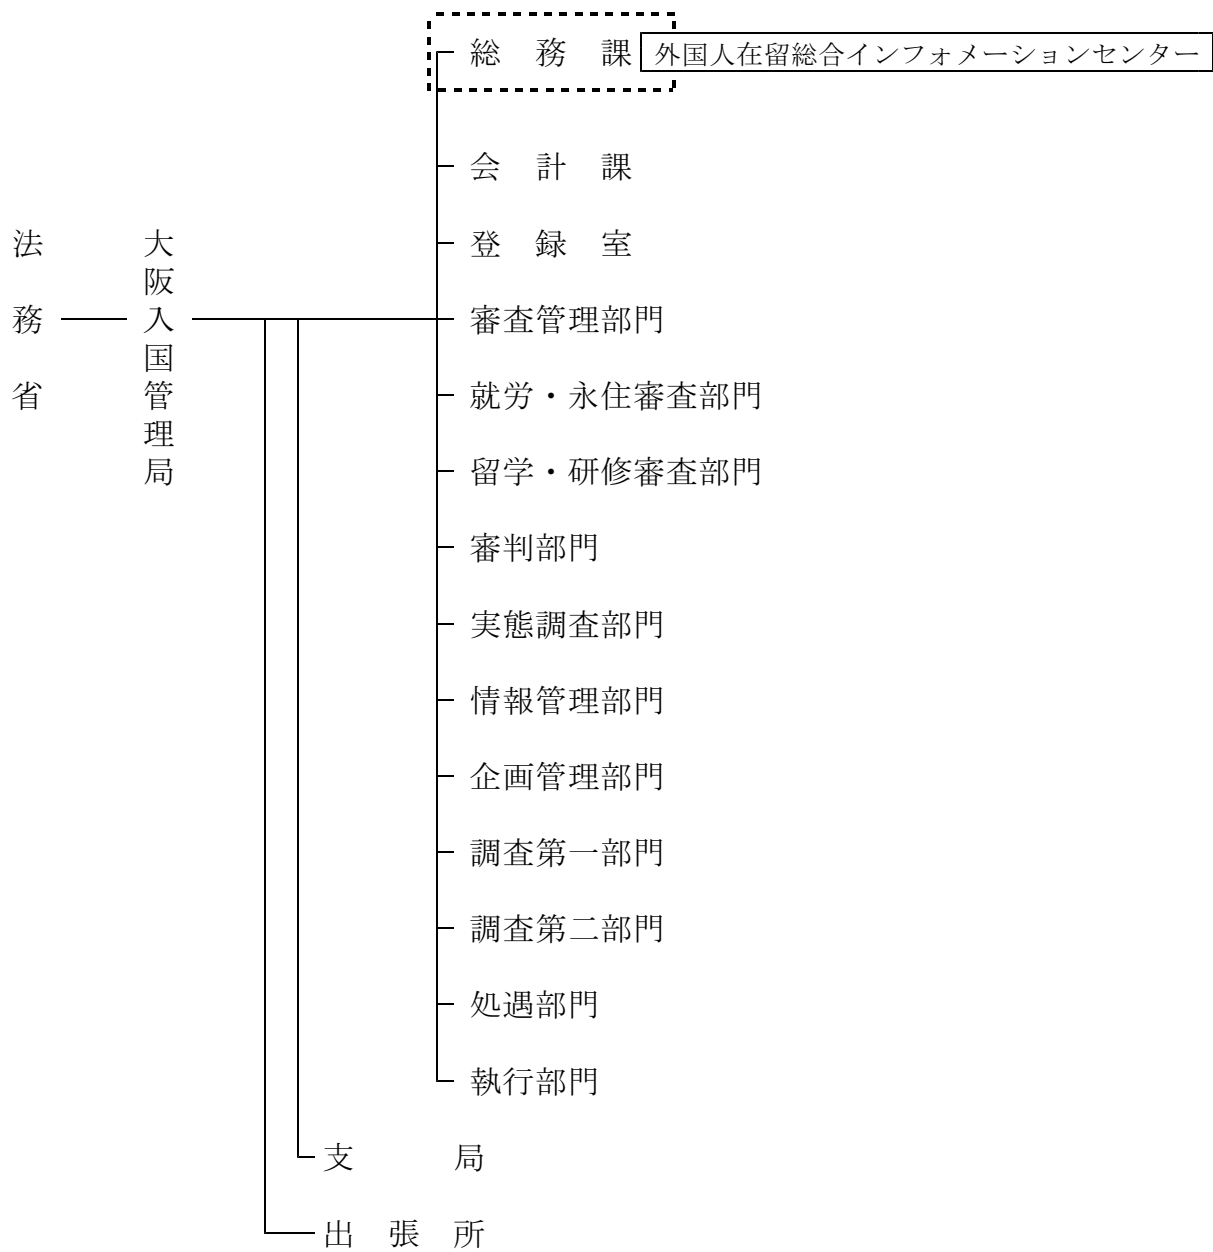 法務省
大阪入国管理局
総務課 外国人在留総合インフォメーションセンター
会計課
登録室
審査管理部門
就労・永住審査部門
留学・研修審査部門
審判部門
実態調査部門
情報管理部門
企画管理部門
調査第一部門
調査第二部門
処遇部門
執行部門
支局
出張所